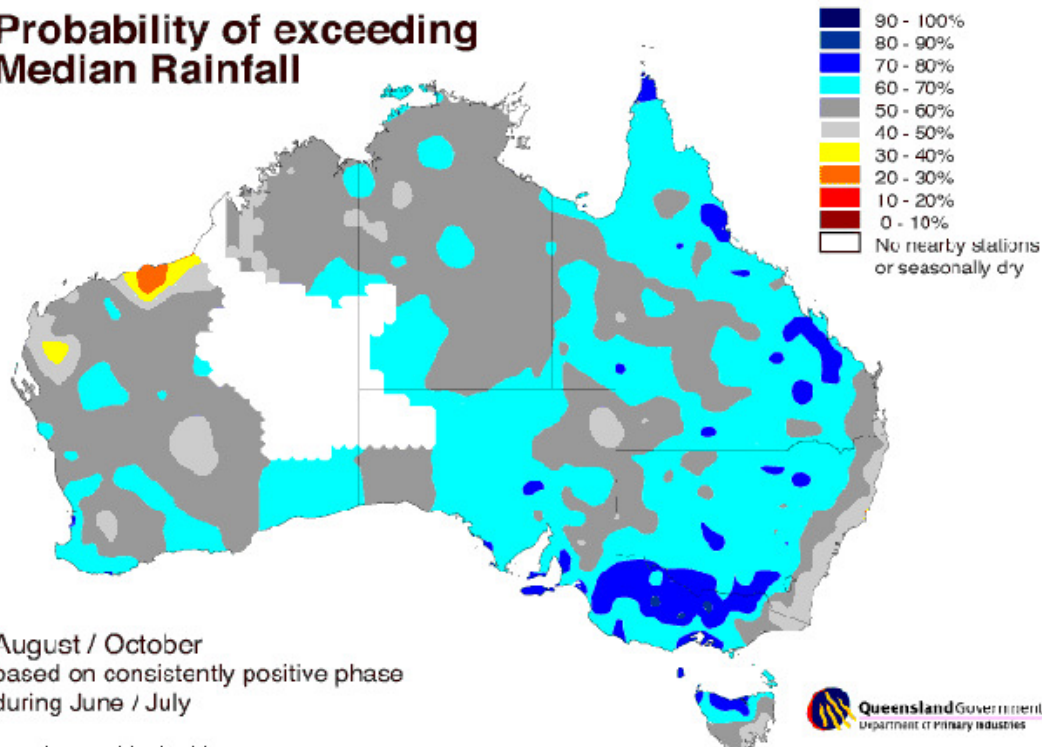 Probability of exceeding
Median Rainfall
90 - 100%
80 - 90%
70 - 80%
60 - 70%
50 - 60%
40 - 50%
30 - 40%
20 - 30%
10 - 20%
0 - 10%
No nearby stations
or seasonally dry
August / October
based on consistently positive phase
during June / July
Queensland Government
Department of Primary Industries